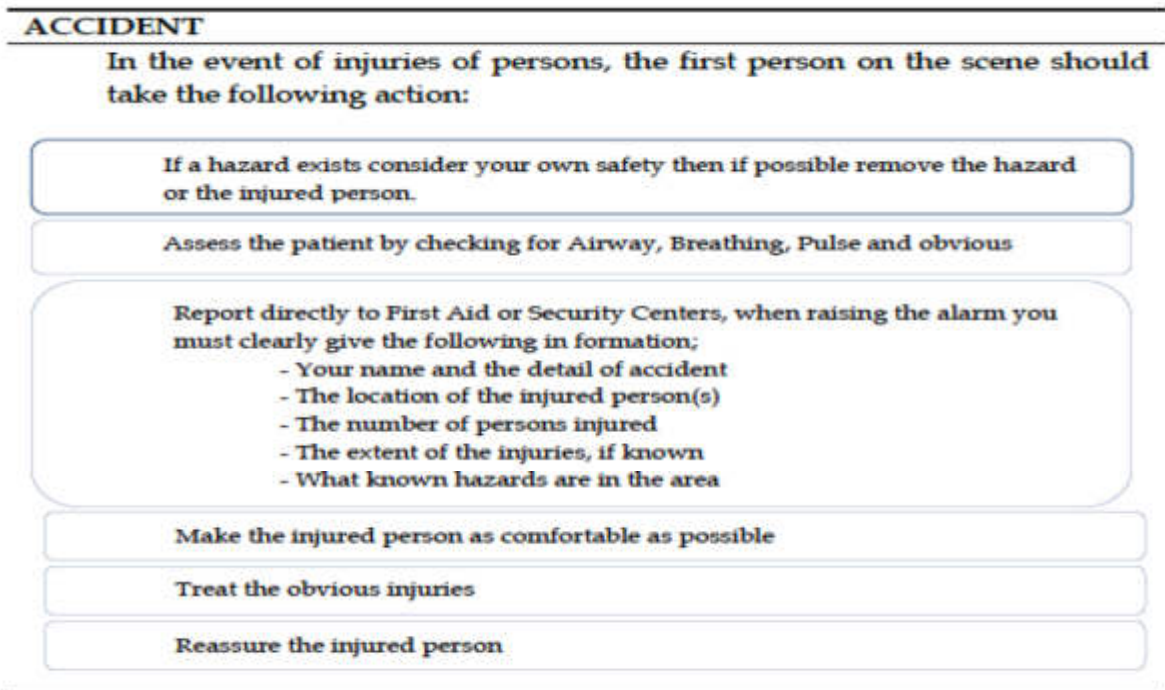 ACCIDENT
In the event of injuries of persons, the first person on the scene should
take the following action:
If a hazard exists consider your own safety then if possible remove the hazard
or the injured person.
Assess the patient by checking for Airway, Breathing, Pulse and obvious
Report directly to First Aid or Security Centers, when raising the alarm you
must clearly give the following in formation;
- Your name and the detail of accident
- The location of the injured person(s)
- The number of persons injured
- The extent of the injuries, if known
- What known hazards are in the area
Make the injured person as comfortable as possible
Treat the obvious injuries
Reassure the injured person